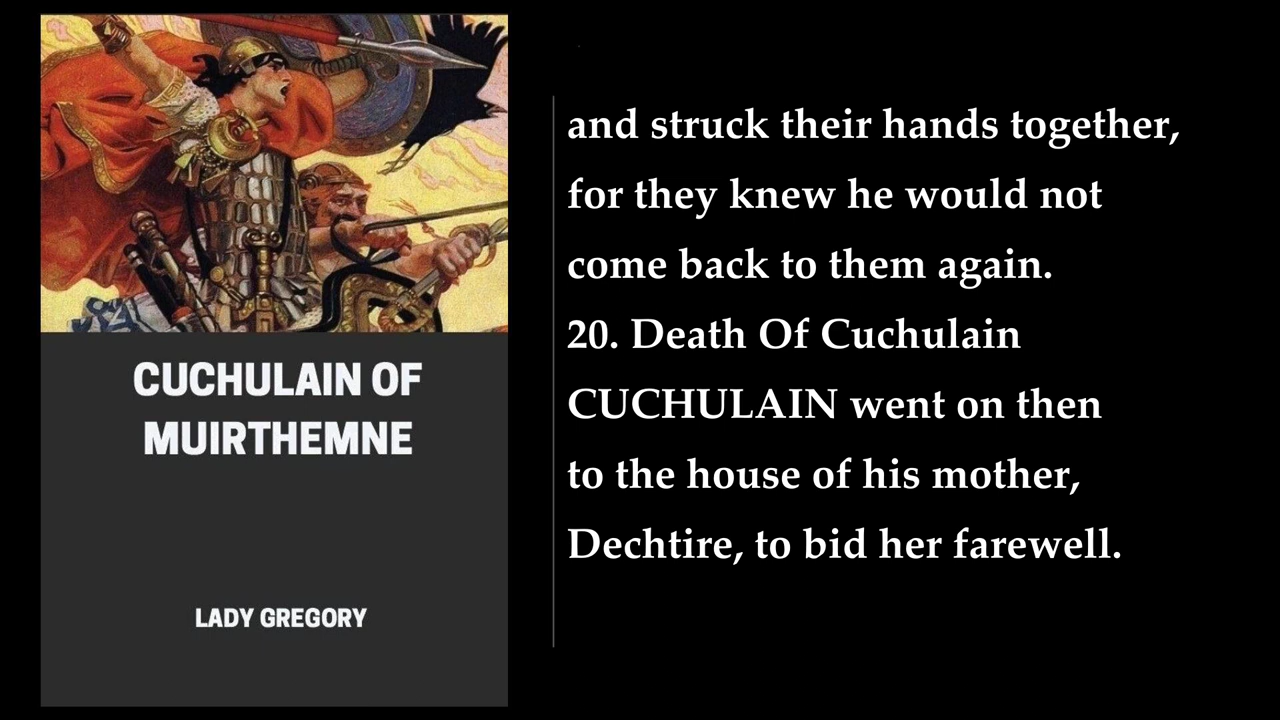 CUCHULAIN OF
MUIRTHEMNE
LADY GREGORY
and struck their hands together,
for they knew he would not
come back to them again.
20. Death Of Cuchulain
CUCHULAIN went on then
to the house of his mother,
Dechtire, to bid her farewell.